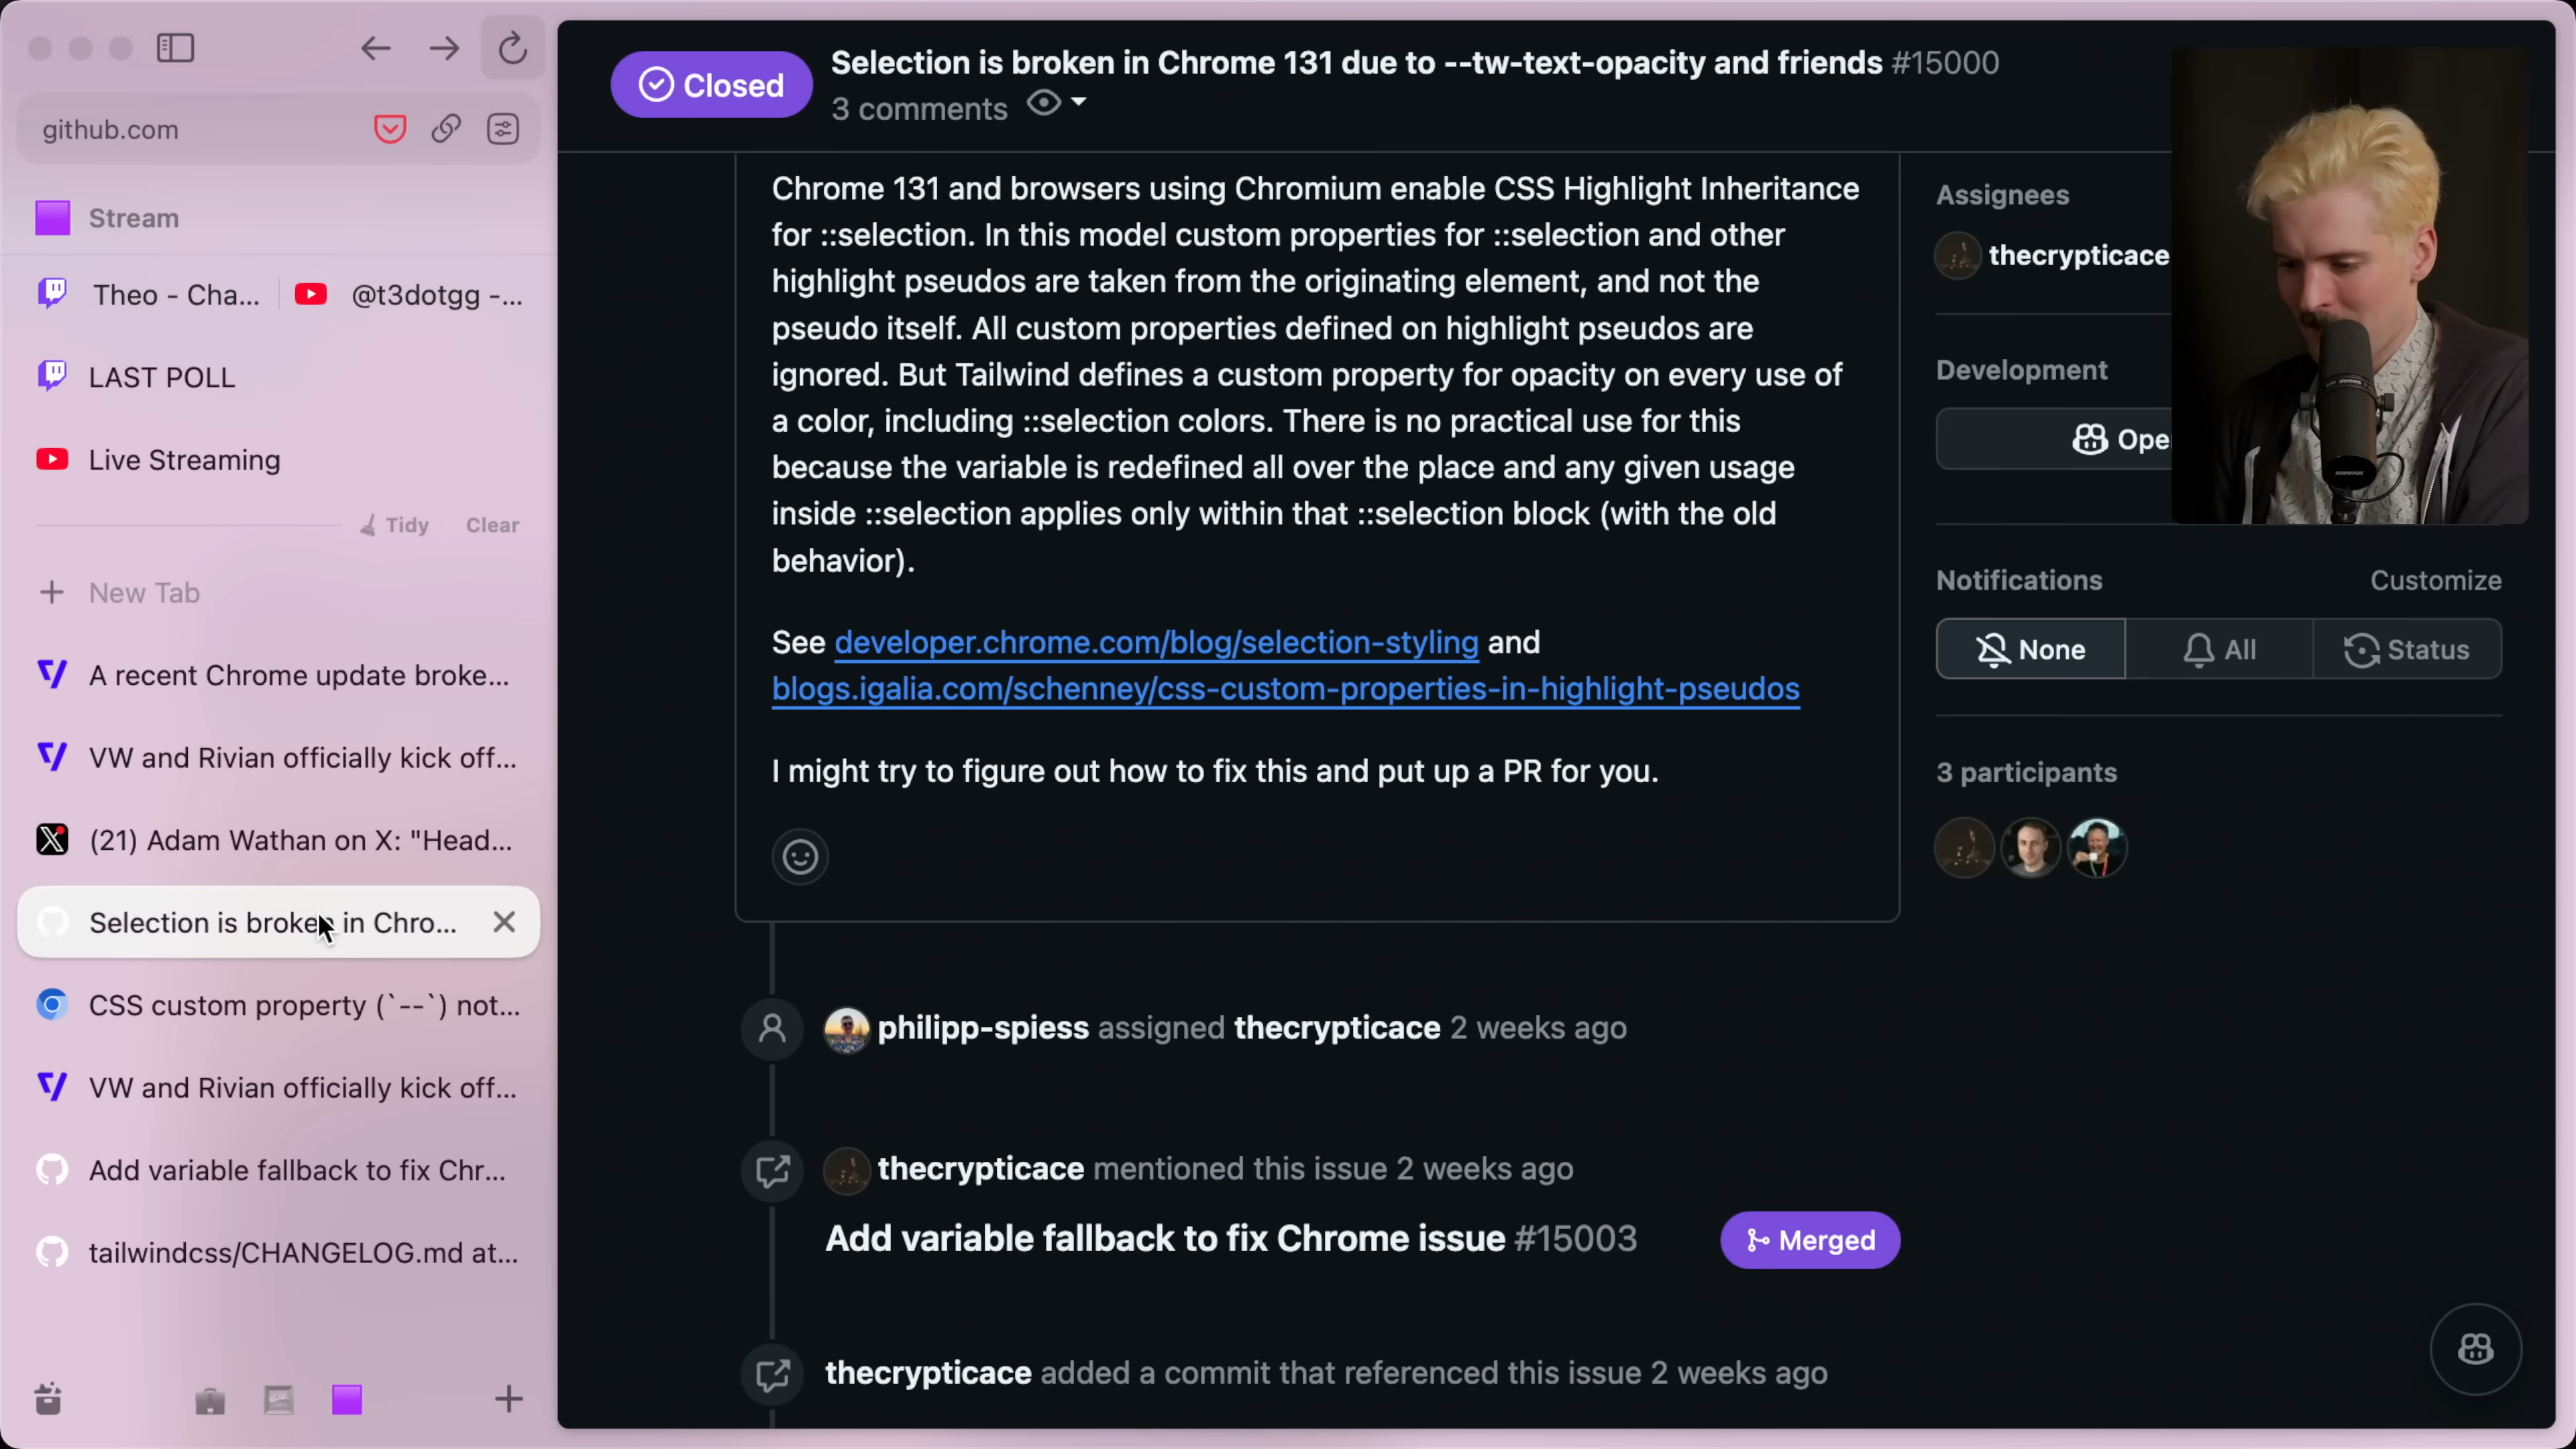 github.com
Stream
Theo - Cha...
@t3dotgg -...
LAST POLL
Live Streaming
Tidy
Clear
New Tab
A recent Chrome update broke...
VW and Rivian officially kick off...
(21) Adam Wathan on X: "Head...
Selection is broken in Chro...
CSS custom property (`--`) not...
VW and Rivian officially kick off...
Add variable fallback to fix Chr...
tailwindcss/CHANGELOG.md at...
Closed
Selection is broken in Chrome 131 due to --tw-text-opacity and friends #15000
3 comments
Chrome 131 and browsers using Chromium enable CSS Highlight Inheritance
for ::selection. In this model custom properties for ::selection and other
highlight pseudos are taken from the originating element, and not the
pseudo itself. All custom properties defined on highlight pseudos are
ignored. But Tailwind defines a custom property for opacity on every use of
a color, including ::selection colors. There is no practical use for this
because the variable is redefined all over the place and any given usage
inside ::selection applies only within that ::selection block (with the old
behavior).
See developer.chrome.com/blog/selection-styling and
blogs.igalia.com/schenney/css-custom-properties-in-highlight-pseudos
I might try to figure out how to fix this and put up a PR for you.
philipp-spiess assigned thecrypticace 2 weeks ago
thecrypticace mentioned this issue 2 weeks ago
Add variable fallback to fix Chrome issue #15003
Merged
thecrypticace added a commit that referenced this issue 2 weeks ago
Assignees
thecrypticace
Development
Ope
Notifications
Customize
None
All
Status
3 participants